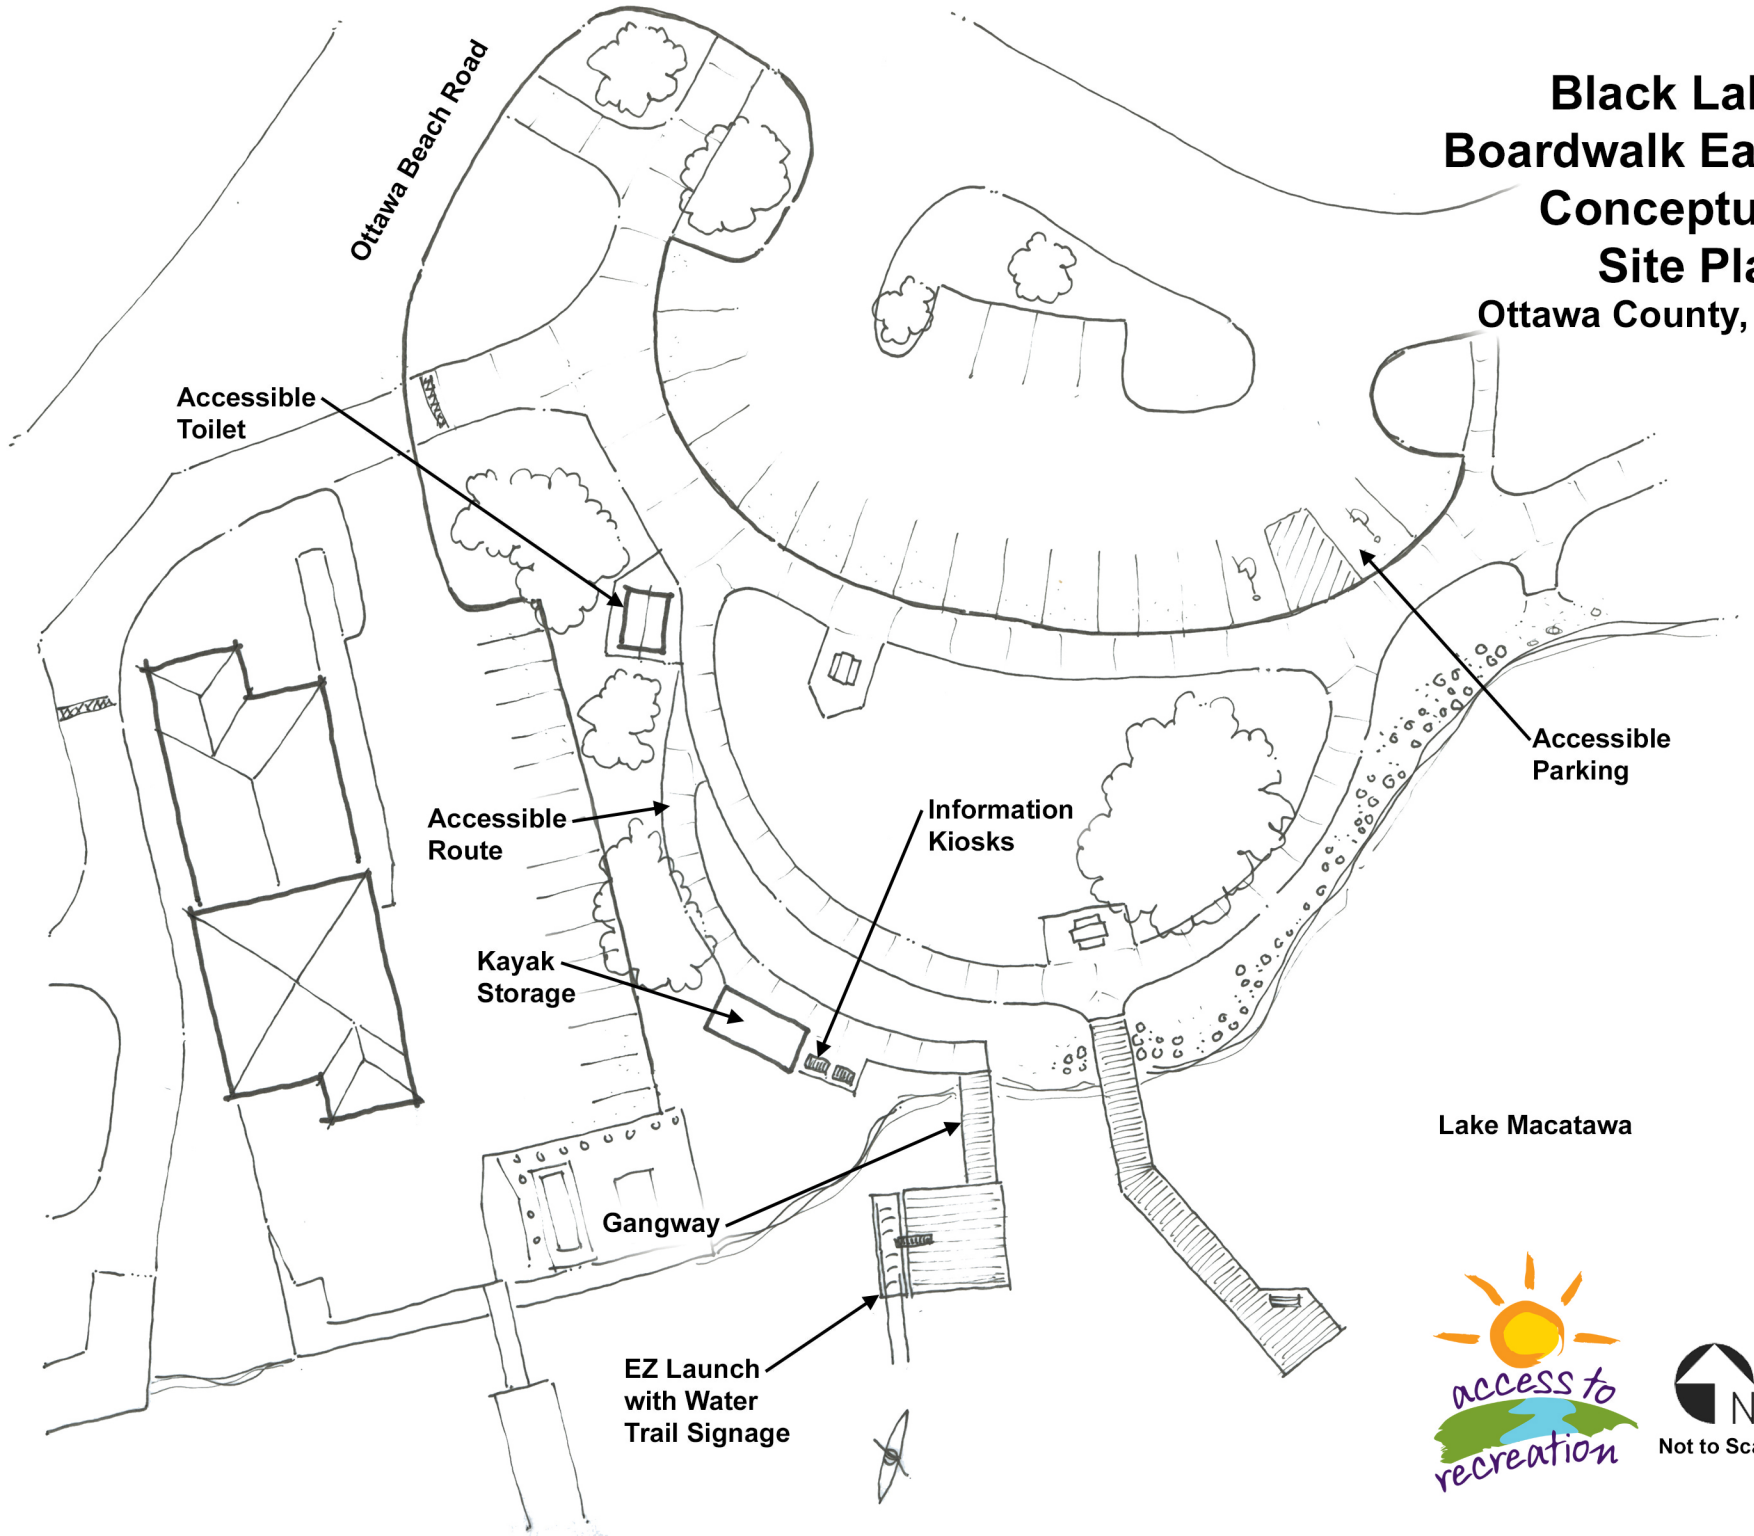 Ottawa Beach Road
Black La
Boardwalk Ea
Conceptu
Site Pla
Ottawa County,
Accessible
Toilet
Accessible
Parking
Accessible
Route
Information
Kiosks
Kayak
Storage
Lake Macatawa
Gangway
EZ Launch
with Water
Trail Signage
access to
recreation
N
Not to Sca